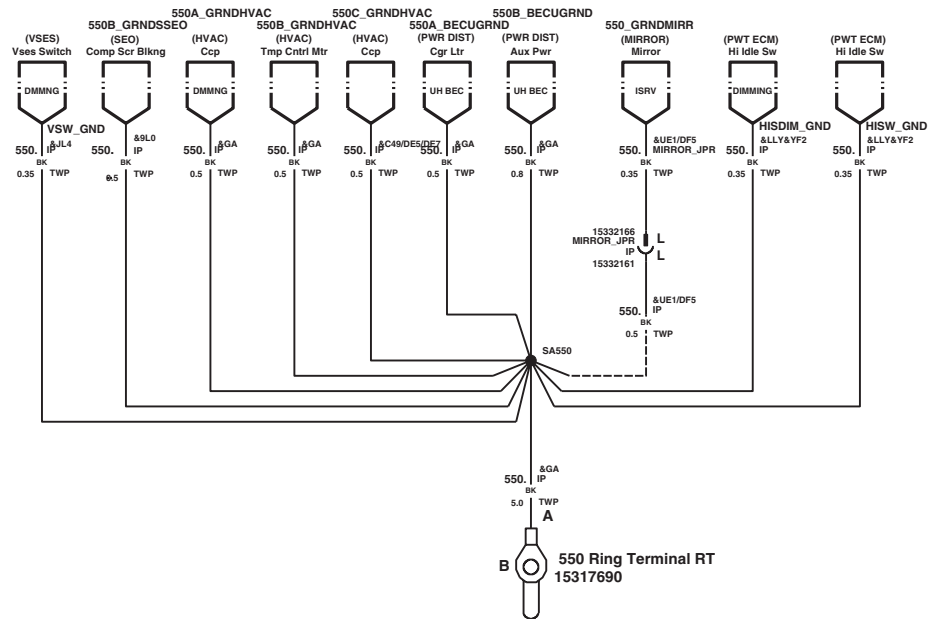 550A_GRNDHVAC 550C_GRNDHVAC 550B_BECUGRND
550B_GRNDSSEO 550B_GRNDHVAC 550A_BECUGRND 550_GRNDMIRR
(VSES) (SEO) (HVAC) (HVAC) (HVAC) (PWR DIST) (PWR DIST) (MIRROR) (PWT ECM) (PWT ECM)
Vses Switch Comp Scr Blkng Ccp Tmp Cntrl Mtr Ccp Cgr Ltr Aux Pwr Mirror Hi Idle Sw Hi Idle Sw
DMMNG DMMNG UH BEC UH BEC ISRV DIMMING
VSW_GND HISDIM_GND HISW_GND
&JL4 &9L0 &GA &GA &C49/DE5/DE7 &GA &GA &UE1/DF5 &LLY&YF2 &LLY&YF2
550. IP 550. IP 550. IP 550. IP 550. IP 550. IP 550. IP 550. MIRROR_JPR 550. IP 550. IP
BK BK BK BK BK BK BK BK BK BK
0.35 TWP 0.5 TWP 0.5 TWP 0.5 TWP 0.5 TWP 0.5 TWP 0.8 TWP 0.35 TWP 0.35 TWP 0.35 TWP
15332166
MIRROR_JPR L
IP L
15332161
&UE1/DF5
550. IP
BK
0.5 TWP
SA550
&GA
550. IP
BK
5.0 TWP
A
B 550 Ring Terminal RT
15317690